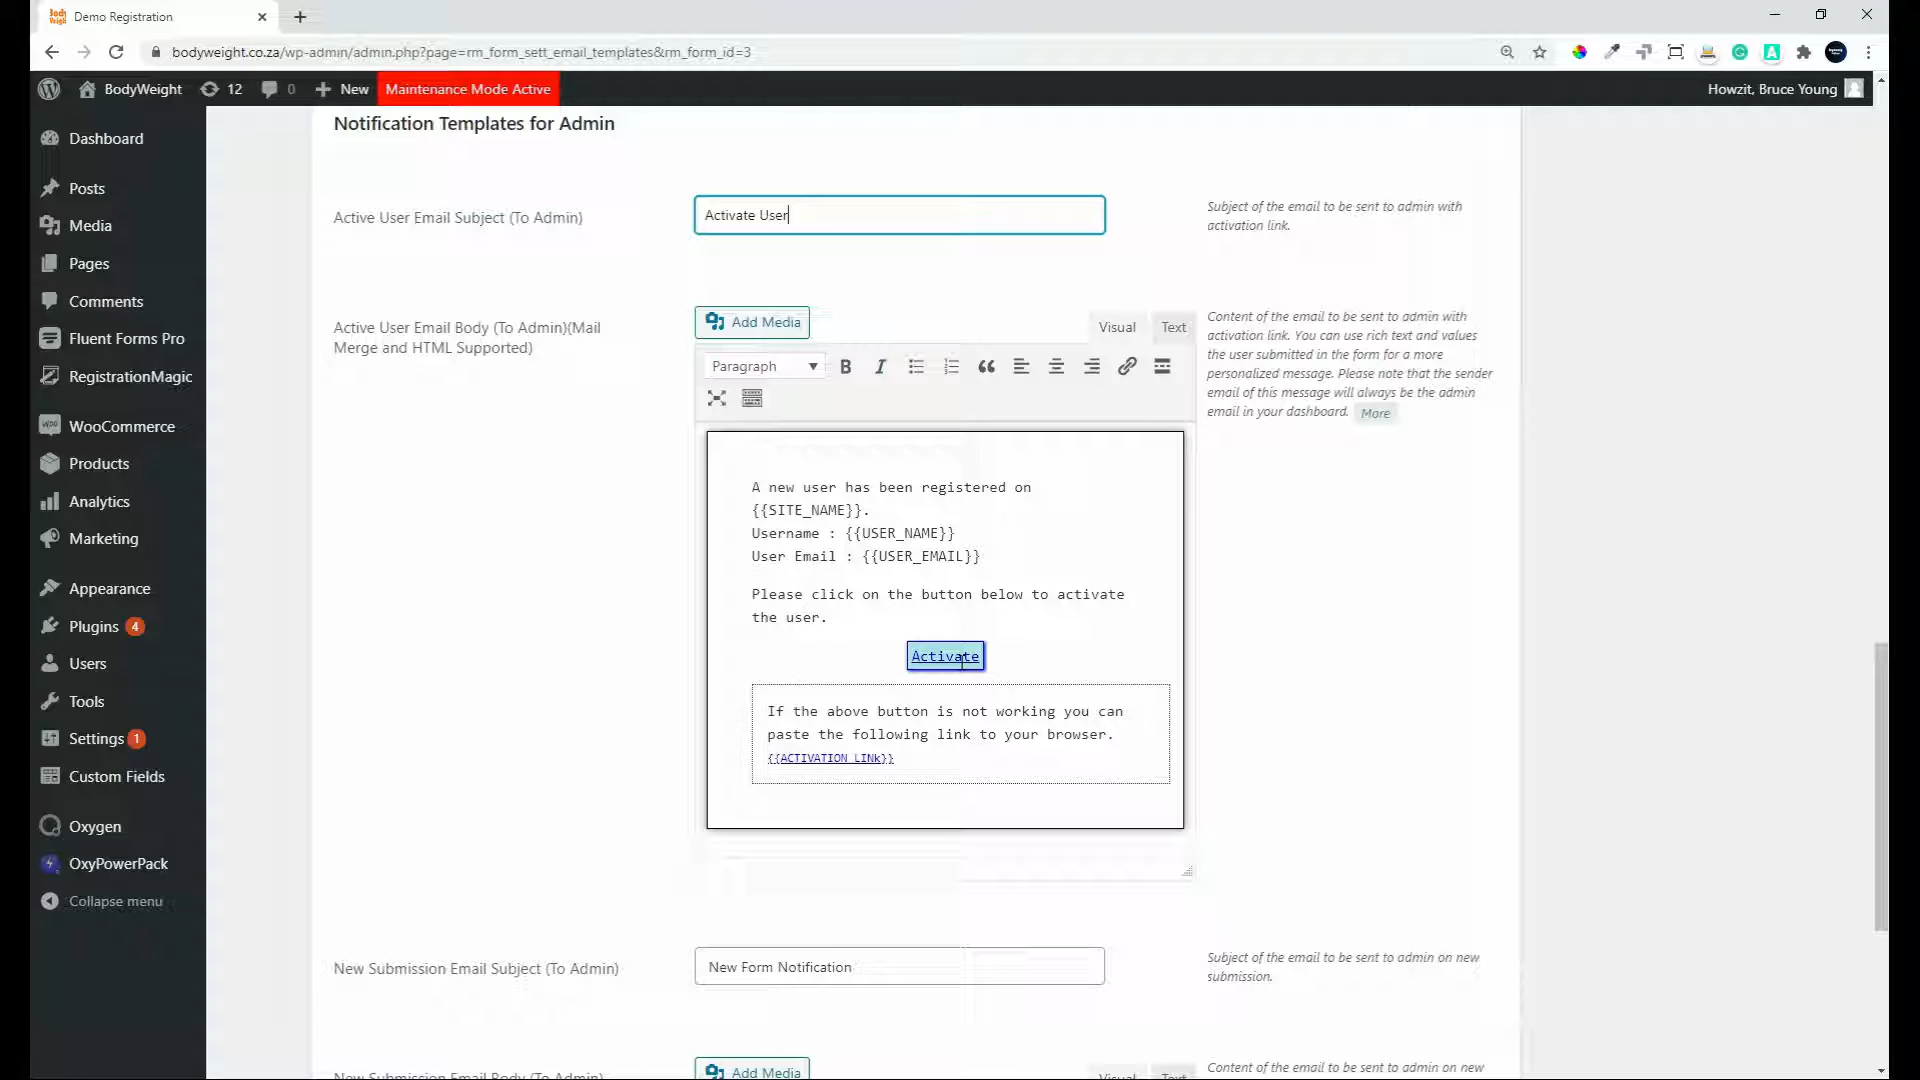 Demo Registration
bodyweight.co.za/wp-admin/admin.php?page=rm_form_sett_email_templates&rm_form_id=3
BodyWeight
12
0
New
Maintenance Mode Active
Howzit, Bruce Young
Dashboard
Posts
Media
Pages
Comments
Fluent Forms Pro
RegistrationMagic
WooCommerce
Products
Analytics
Marketing
Appearance
Plugins 4
Users
Tools
Settings 1
Custom Fields
Oxygen
OxyPowerPack
Collapse menu
Notification Templates for Admin
Active User Email Subject (To Admin)
Activate User
Subject of the email to be sent to admin with
activation link.
Active User Email Body (To Admin)(Mail
Merge and HTML Supported)
Add Media
Visual
Text
Paragraph
Content of the email to be sent to admin with
activation link. You can use rich text and values
the user submitted in the form for a more
personalized message. Please note that the sender
email of this message will always be the admin
email in your dashboard. More
A new user has been registered on
{{SITE_NAME}}.
Username : {{USER_NAME}}
User Email : {{USER_EMAIL}}
Please click on the button below to activate
the user.
Activate
If the above button is not working you can
paste the following link to your browser.
{{ACTIVATION_LINk}}
New Submission Email Subject (To Admin)
New Form Notification
Subject of the email to be sent to admin on new
submission.
New Submission Email Body (To Admin)
Add Media
Visual
Text
Content of the email to be sent to admin on new